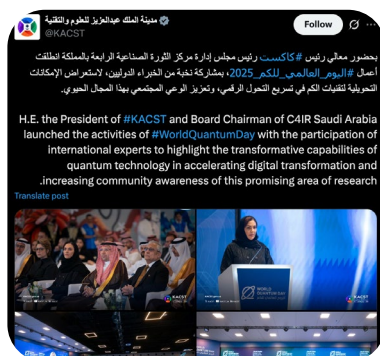 مدينة الملك عبدالعزيز للعلوم والتقنية
@KACST
Follow
بحضور معالي رئيس #كاكست رئيس مجلس إدارة مركز الثورة الصناعية الرابعة بالمملكة انطلقت
أعمال #اليوم_العالمي_للكم_2025، بمشاركة نخبة من الخبراء الدوليين، لاستعراض الإمكانات
التحويلية لتقنيات الكم في تسريع التحول الرقمي، وتعزيز الوعي المجتمعي بهذا المجال الحيوي.
H.E. the President of #KACST and Board Chairman of C4IR Saudi Arabia
launched the activities of #WorldQuantumDay with the participation of
international experts to highlight the transformative capabilities of
quantum technology in accelerating digital transformation and
.increasing community awareness of this promising area of research
Translate post
KACST
WORLD
QUANTUM DAY
KACST